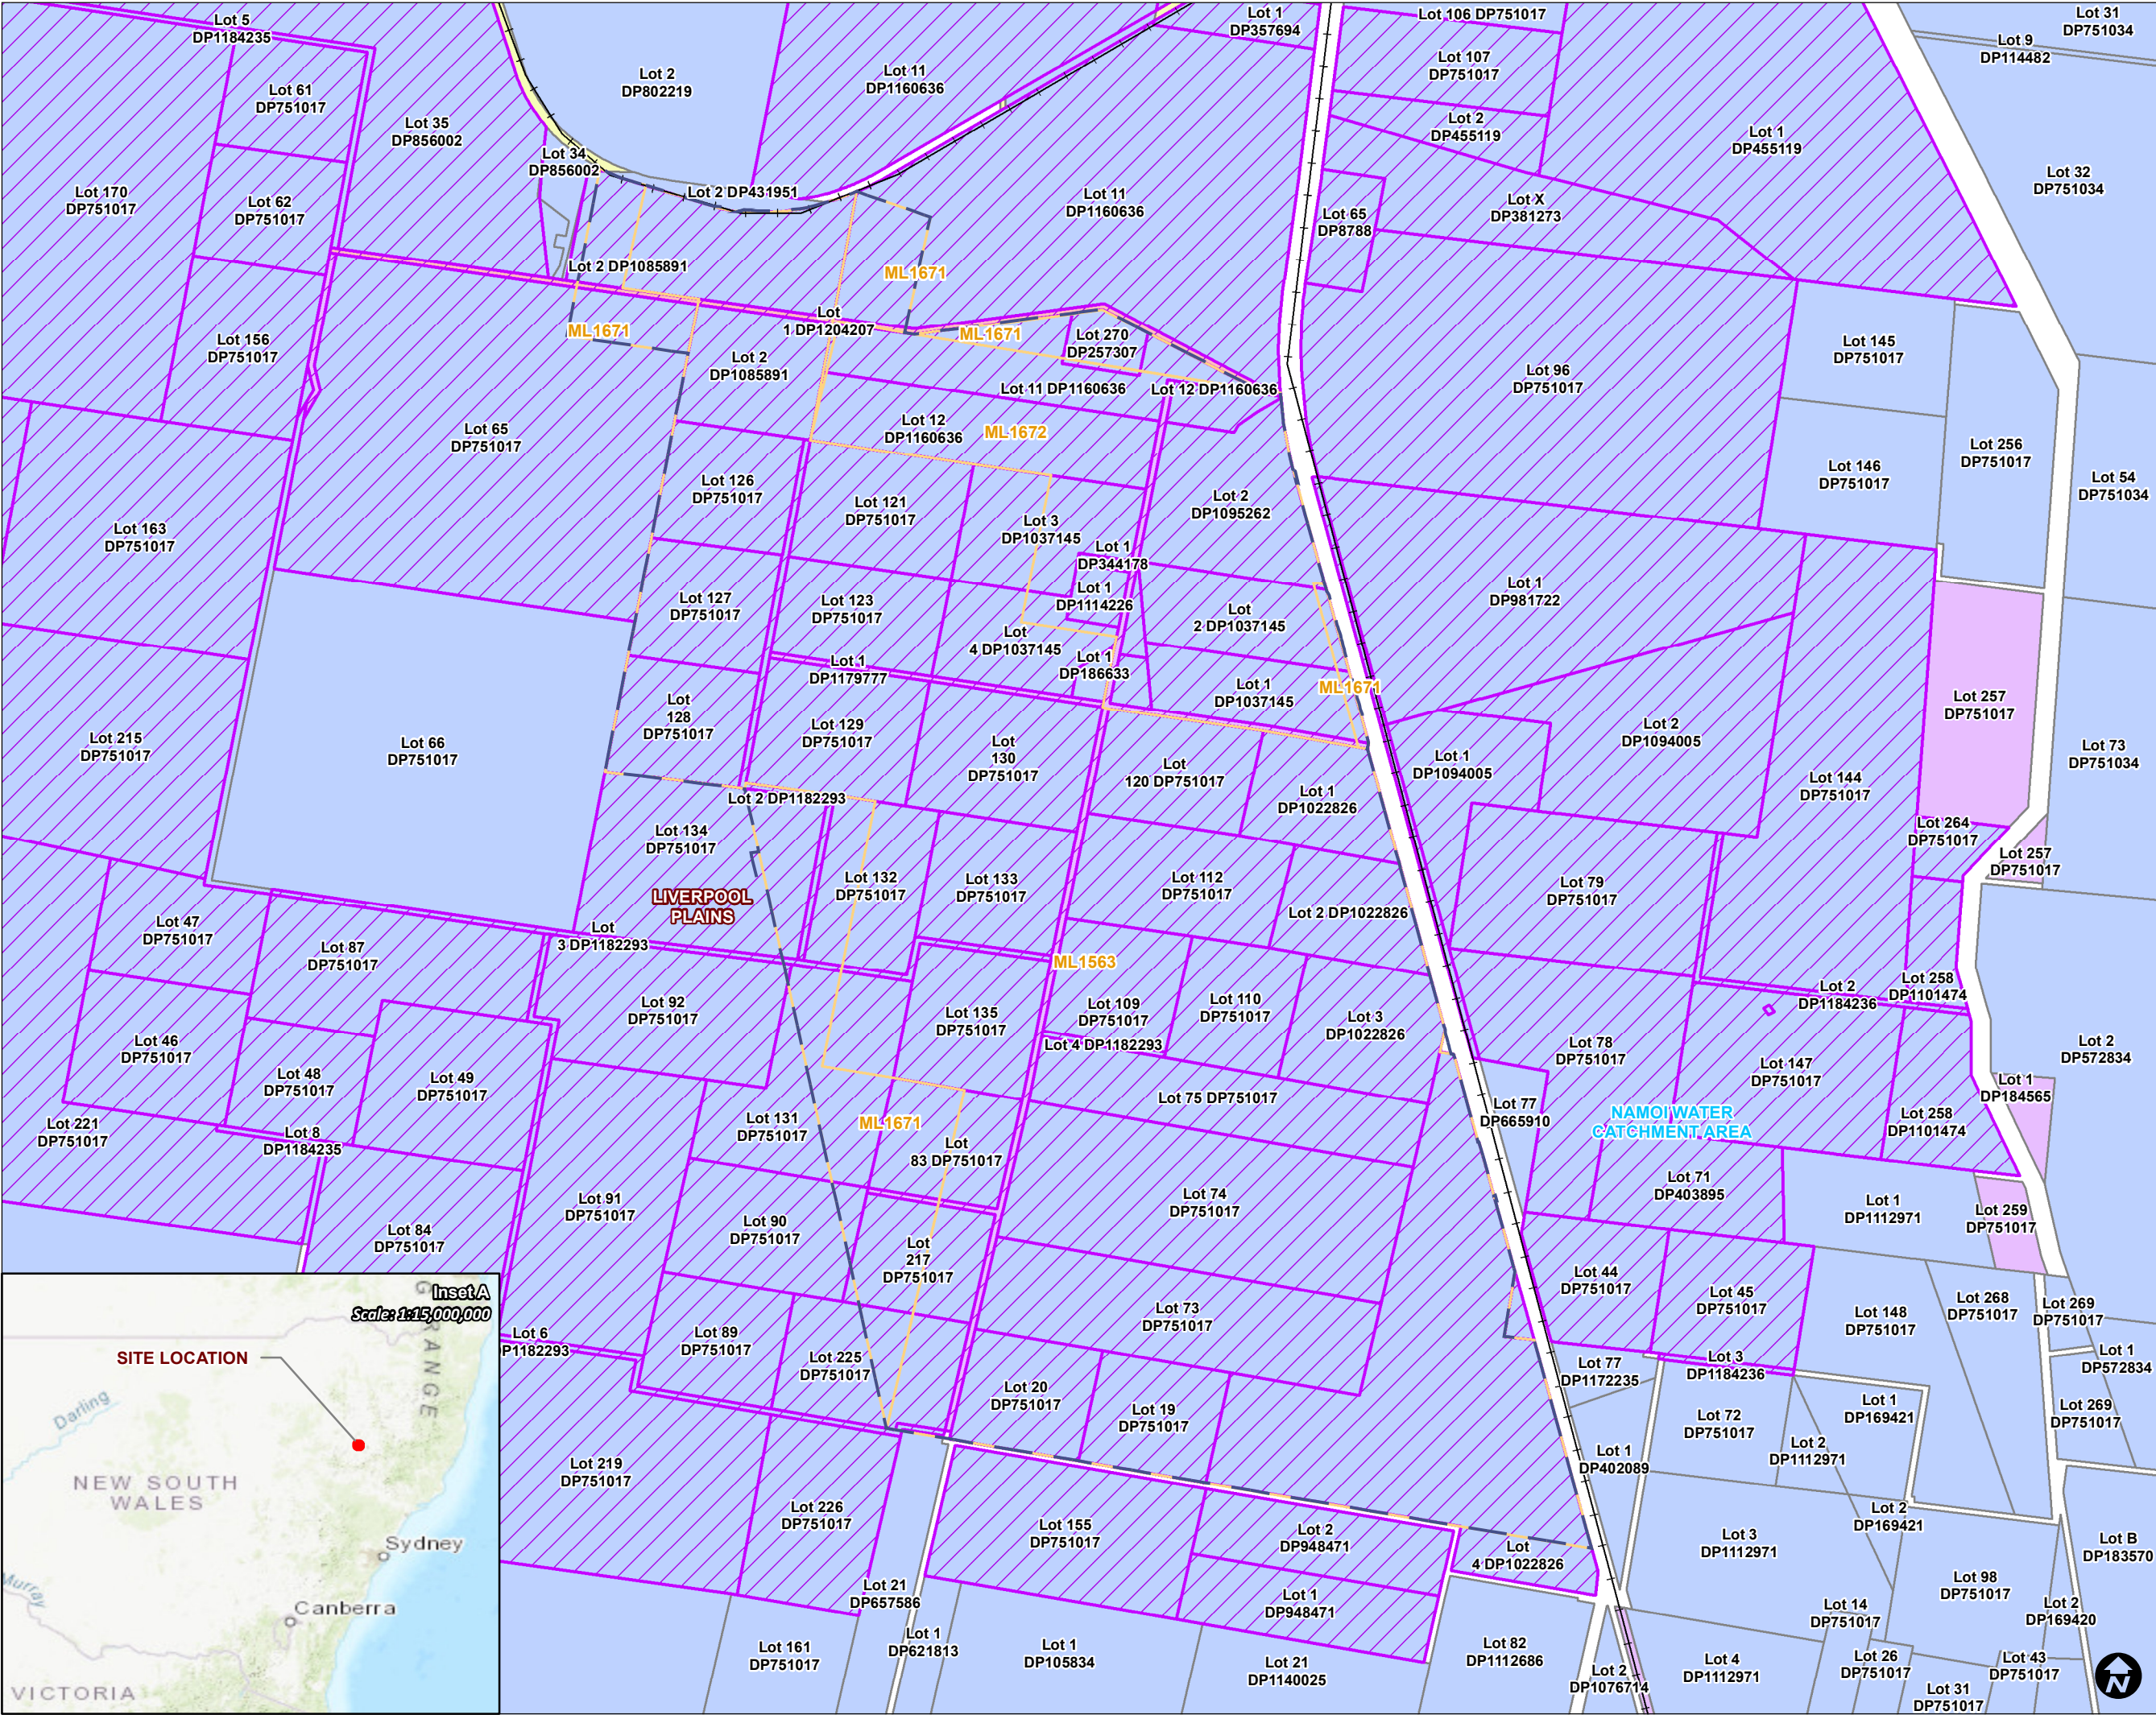 Lot 5
DP1184235
Lot 61
DP751017
Lot 35
DP856002
Lot 2
DP802219
Lot 11
DP1160636
Lot 1
DP357694
Lot 106 DP751017
Lot 107
DP751017
Lot 2
DP455119
Lot 1
DP455119
Lot 9
DP114482
Lot 31
DP751034
Lot 32
DP751034
Lot 170
DP751017
Lot 62
DP751017
Lot 34
DP856002
Lot 2 DP431951
Lot 11
DP1160636
Lot 65
DP8788
Lot X
DP381273
Lot 2 DP1085891
ML1671
ML1671
Lot
1 DP1204207
ML1671
Lot 270
DP257307
Lot 156
DP751017
Lot 2
DP1085891
Lot 11 DP1160636
Lot 12 DP1160636
Lot 96
DP751017
Lot 145
DP751017
Lot 65
DP751017
Lot 12
DP1160636
ML1672
Lot 146
DP751017
Lot 256
DP751017
Lot 54
DP751034
Lot 163
DP751017
Lot 126
DP751017
Lot 121
DP751017
Lot 3
DP1037145
Lot 2
DP1095262
Lot 1
DP344178
Lot 1
DP1114226
Lot 127
DP751017
Lot 123
DP751017
Lot
4 DP1037145
Lot
2 DP1037145
Lot 1
DP981722
Lot 1
DP1179777
Lot 1
DP186633
Lot 1
DP1037145
ML1671
Lot 215
DP751017
Lot 66
DP751017
Lot
128
DP751017
Lot 129
DP751017
Lot
130
DP751017
Lot
120 DP751017
Lot 1
DP1094005
Lot 2
DP1094005
Lot 257
DP751017
Lot 73
DP751034
Lot 144
DP751017
Lot 2 DP1182293
Lot 1
DP1022826
Lot 134
DP751017
Lot 264
DP751017
Lot 257
DP751017
LIVERPOOL
PLAINS
Lot 132
DP751017
Lot 133
DP751017
Lot 112
DP751017
Lot 2 DP1022826
Lot 79
DP751017
Lot 47
DP751017
Lot 87
DP751017
Lot
3 DP1182293
ML1563
Lot 92
DP751017
Lot 135
DP751017
Lot 109
DP751017
Lot 110
DP751017
Lot 3
DP1022826
Lot 2
DP1184236
Lot 258
DP1101474
Lot 46
DP751017
Lot 48
DP751017
Lot 49
DP751017
Lot 4 DP1182293
Lot 78
DP751017
Lot 147
DP751017
Lot 2
DP572834
Lot 1
DP184565
Lot 75 DP751017
Lot 77
DP665910
NAMOI WATER
CATCHMENT AREA
Lot 258
DP1101474
Lot 221
DP751017
Lot 8
DP1184235
Lot 131
DP751017
ML1671
Lot
83 DP751017
Lot 84
DP751017
Lot 91
DP751017
Lot 90
DP751017
Lot
217
DP751017
Lot 74
DP751017
Lot 71
DP403895
Lot 1
DP1112971
Lot 259
DP751017
Lot 44
DP751017
Lot 45
DP751017
Lot 148
DP751017
Lot 268
DP751017
Lot 269
DP751017
Lot 6
P1182293
Lot 89
DP751017
Lot 225
DP751017
Lot 73
DP751017
Lot 77
DP1172235
Lot 3
DP1184236
Lot 1
DP572834
Lot 20
DP751017
Lot 19
DP751017
Lot 72
DP751017
Lot 1
DP169421
Lot 2
DP1112971
Lot 269
DP751017
Lot 219
DP751017
Lot 226
DP751017
Lot 1
DP402089
Lot 155
DP751017
Lot 2
DP948471
Lot
4 DP1022826
Lot 3
DP1112971
Lot 2
DP169421
Lot B
DP183570
Lot 21
DP657586
Lot 1
DP948471
Lot 98
DP751017
Lot 14
DP751017
Lot 2
DP169420
Lot 161
DP751017
Lot 1
DP621813
Lot 1
DP105834
Lot 21
DP1140025
Lot 82
DP1112686
Lot 2
DP1076714
Lot 4
DP1112971
Lot 26
DP751017
Lot 43
DP751017
Lot 31
DP751017
N
Inset A
Scale: 1:15,000,000
G RANGE
SITE LOCATION
Darling
NEW SOUTH
WALES
Sydney
Murray
Canberra
VICTORIA